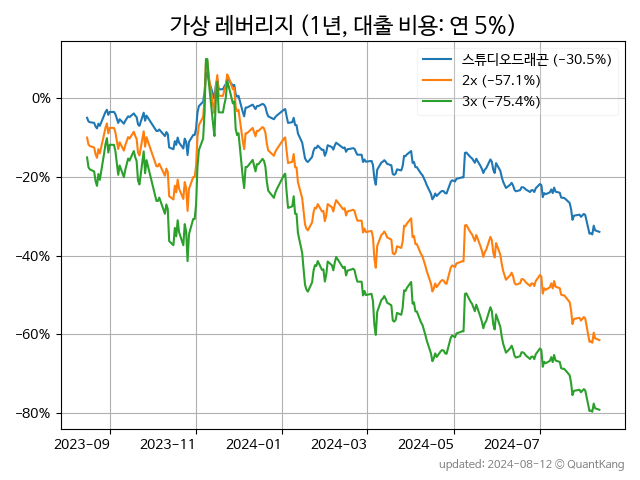 가상 레버리지 (1년, 대출 비용: 연 5%)
스튜디오드래곤 (−30.5%)
2x (−57.1%)
3x (−75.4%)
0%
−20%
−40%
−60%
−80%
2023-09 2023-11 2024-01 2024-03 2024-05 2024-07
updated: 2024-08-12 © QuantKang